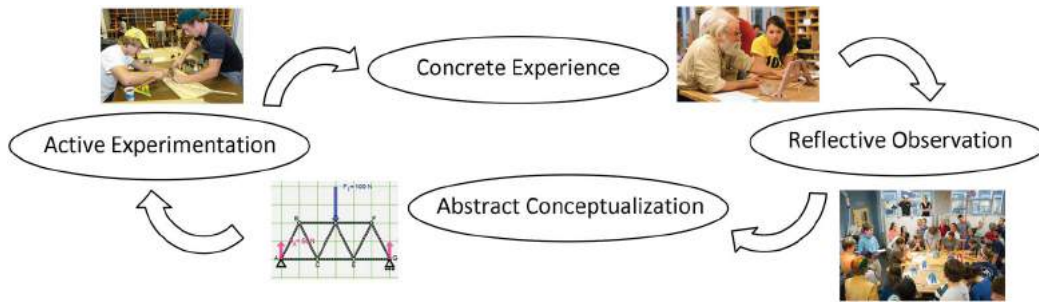 Concrete Experience
Active Experimentation
Reflective Observation
Abstract Conceptualization
A
C
E
G